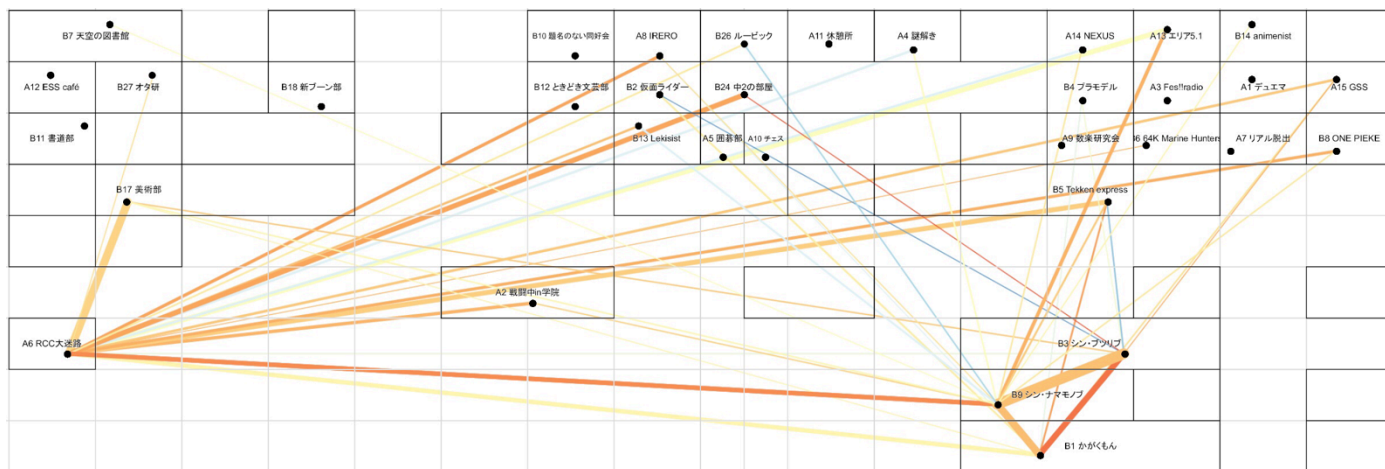 B7 天空の図書館
B10 題名のない同好会
A8 IRERO
B26 ルービック
A11 休憩所
A4 謎解き
A14 NEXUS
A13 エリア5.1
B14 animenist
A12 ESS café
B27 オタ研
B18 新ブーン部
B12 ときどき文芸部
B2 仮面ライダー
B24 中2の部屋
B4 プラモデル
A3 Fes!!radio
A1 デュエマ
A15 GSS
B11 書道部
B13 Lekisist
A5 囲碁部
A10 チェス
A9 数楽研究会
36 64K Marine Hunters
A7 リアル脱出
B8 ONE PIEKE
B17 美術部
B5 Tekken express
A2 戦闘中in学院
A6 RCC大迷路
B3 シン・ブツリブ
B9 シン・ナマモノブ
B1 かがくもん